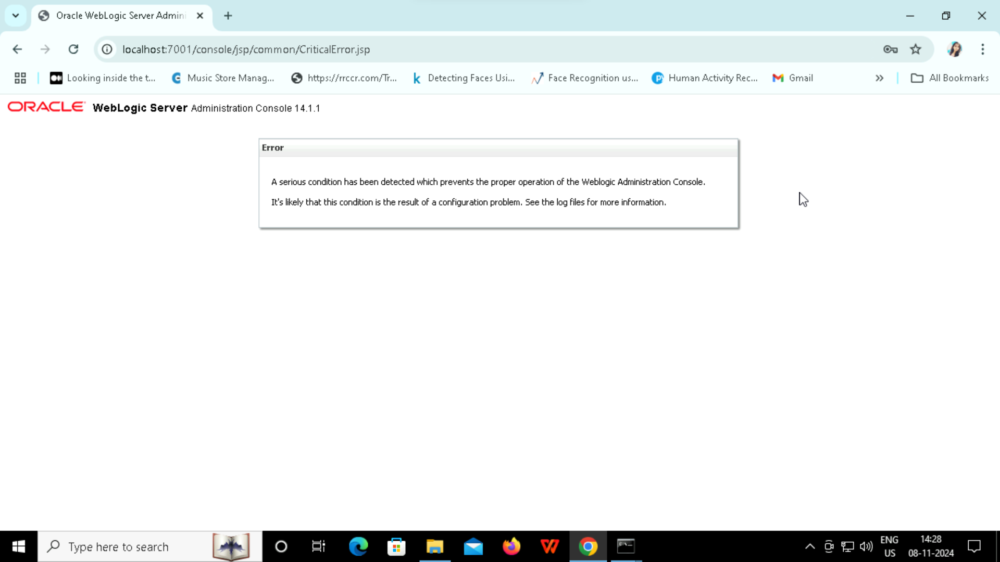 Oracle WebLogic Server Admini
localhost:7001/console/jsp/common/CriticalError.jsp
Looking inside the t... Music Store Manag... https://rrccr.com/Tr... Detecting Faces Usi... Face Recognition us... Human Activity Rec... Gmail » All Bookmarks
ORACLE WebLogic Server Administration Console 14.1.1
Error
A serious condition has been detected which prevents the proper operation of the Weblogic Administration Console.
It's likely that this condition is the result of a configuration problem. See the log files for more information.
Type here to search
ENG
US
14:28
08-11-2024